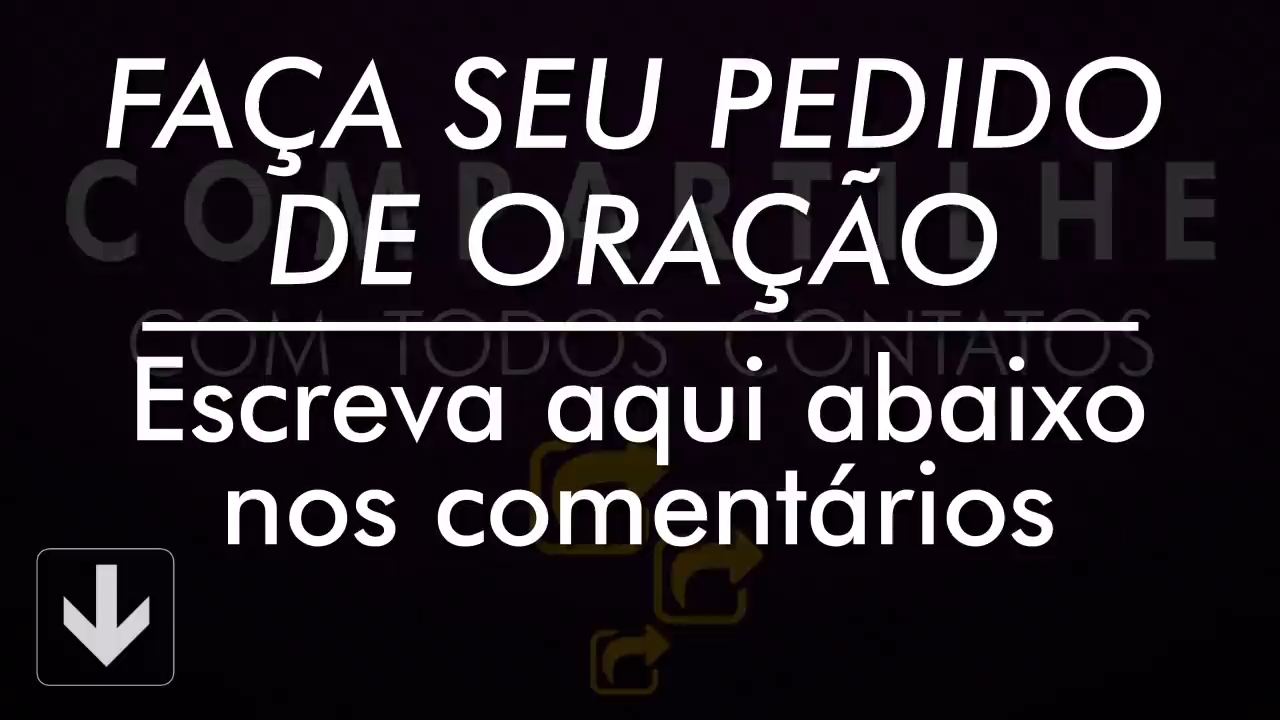 FAÇA SEU PEDIDO
COMPARTILHE
DE ORAÇÃO
COM TODOS CONTATOS
Escreva aqui abaixo
nos comentários